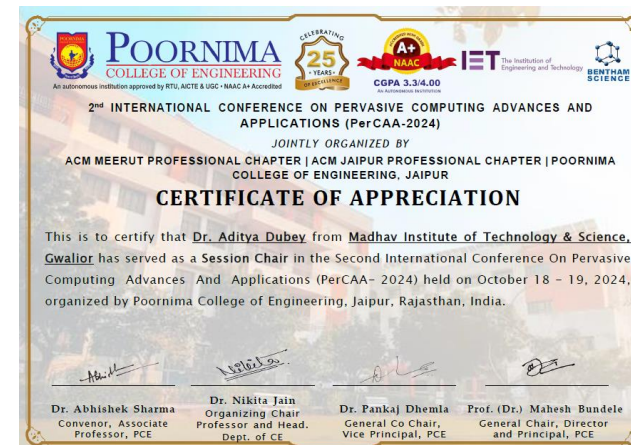 POORNIMA
COLLEGE OF ENGINEERING
An autonomous institution approved by RTU, AICTE & UGC • NAAC A+ Accredited
CELEBRATING
25
• YEARS •
OF EXCELLENCE
A+
NAAC
CGPA 3.3/4.00
AN AUTONOMOUS INSTITUTION
IET The Institution of
Engineering and Technology
BENTHAM
SCIENCE
2nd INTERNATIONAL CONFERENCE ON PERVASIVE COMPUTING ADVANCES AND
APPLICATIONS (PerCAA-2024)
JOINTLY ORGANIZED BY
ACM MEERUT PROFESSIONAL CHAPTER | ACM JAIPUR PROFESSIONAL CHAPTER | POORNIMA
COLLEGE OF ENGINEERING, JAIPUR
CERTIFICATE OF APPRECIATION
This is to certify that Dr. Aditya Dubey from Madhav Institute of Technology & Science,
Gwalior has served as a Session Chair in the Second International Conference On Pervasive
Computing Advances And Applications (PerCAA- 2024) held on October 18 – 19, 2024,
organized by Poornima College of Engineering, Jaipur, Rajasthan, India.
Dr. Abhishek Sharma
Convenor, Associate
Professor, PCE
Dr. Nikita Jain
Organizing Chair
Professor and Head.
Dept. of CE
Dr. Pankaj Dhemla
General Co Chair,
Vice Principal, PCE
Prof. (Dr.) Mahesh Bundele
General Chair, Director
and Principal, PCE